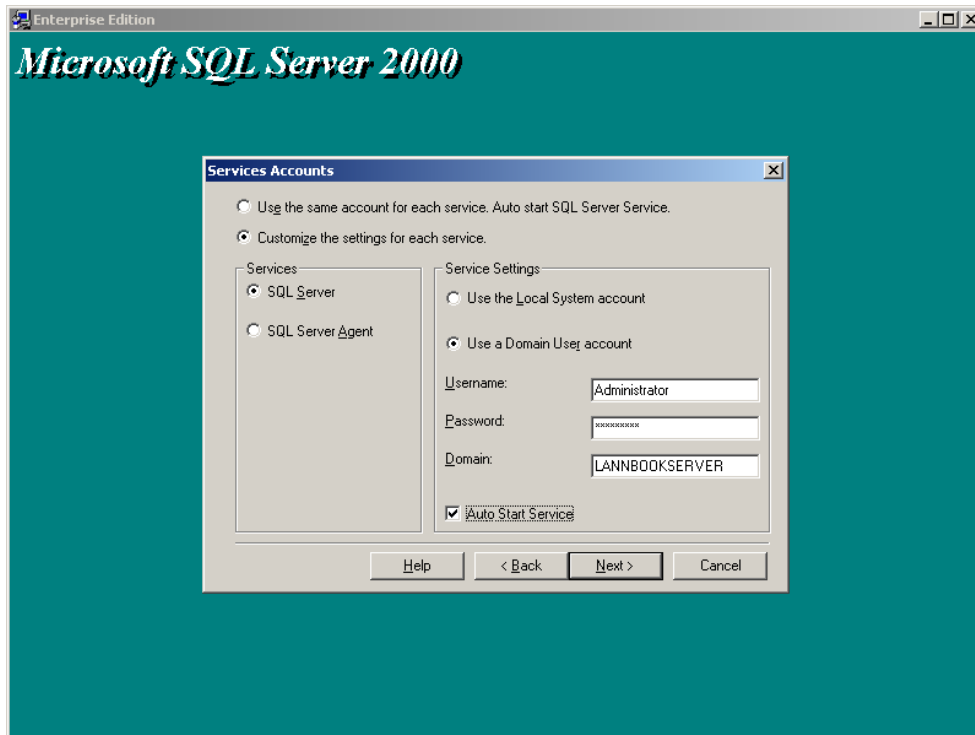 Enterprise Edition
Microsoft SQL Server 2000
Services Accounts
Use the same account for each service. Auto start SQL Server Service.
Customize the settings for each service.
Services
SQL Server
SQL Server Agent
Service Settings
Use the Local System account
Use a Domain User account
Username: Administrator
Password: xxxxxxxxx
Domain: LANNBOOKSERVER
Auto Start Service
Help < Back Next > Cancel